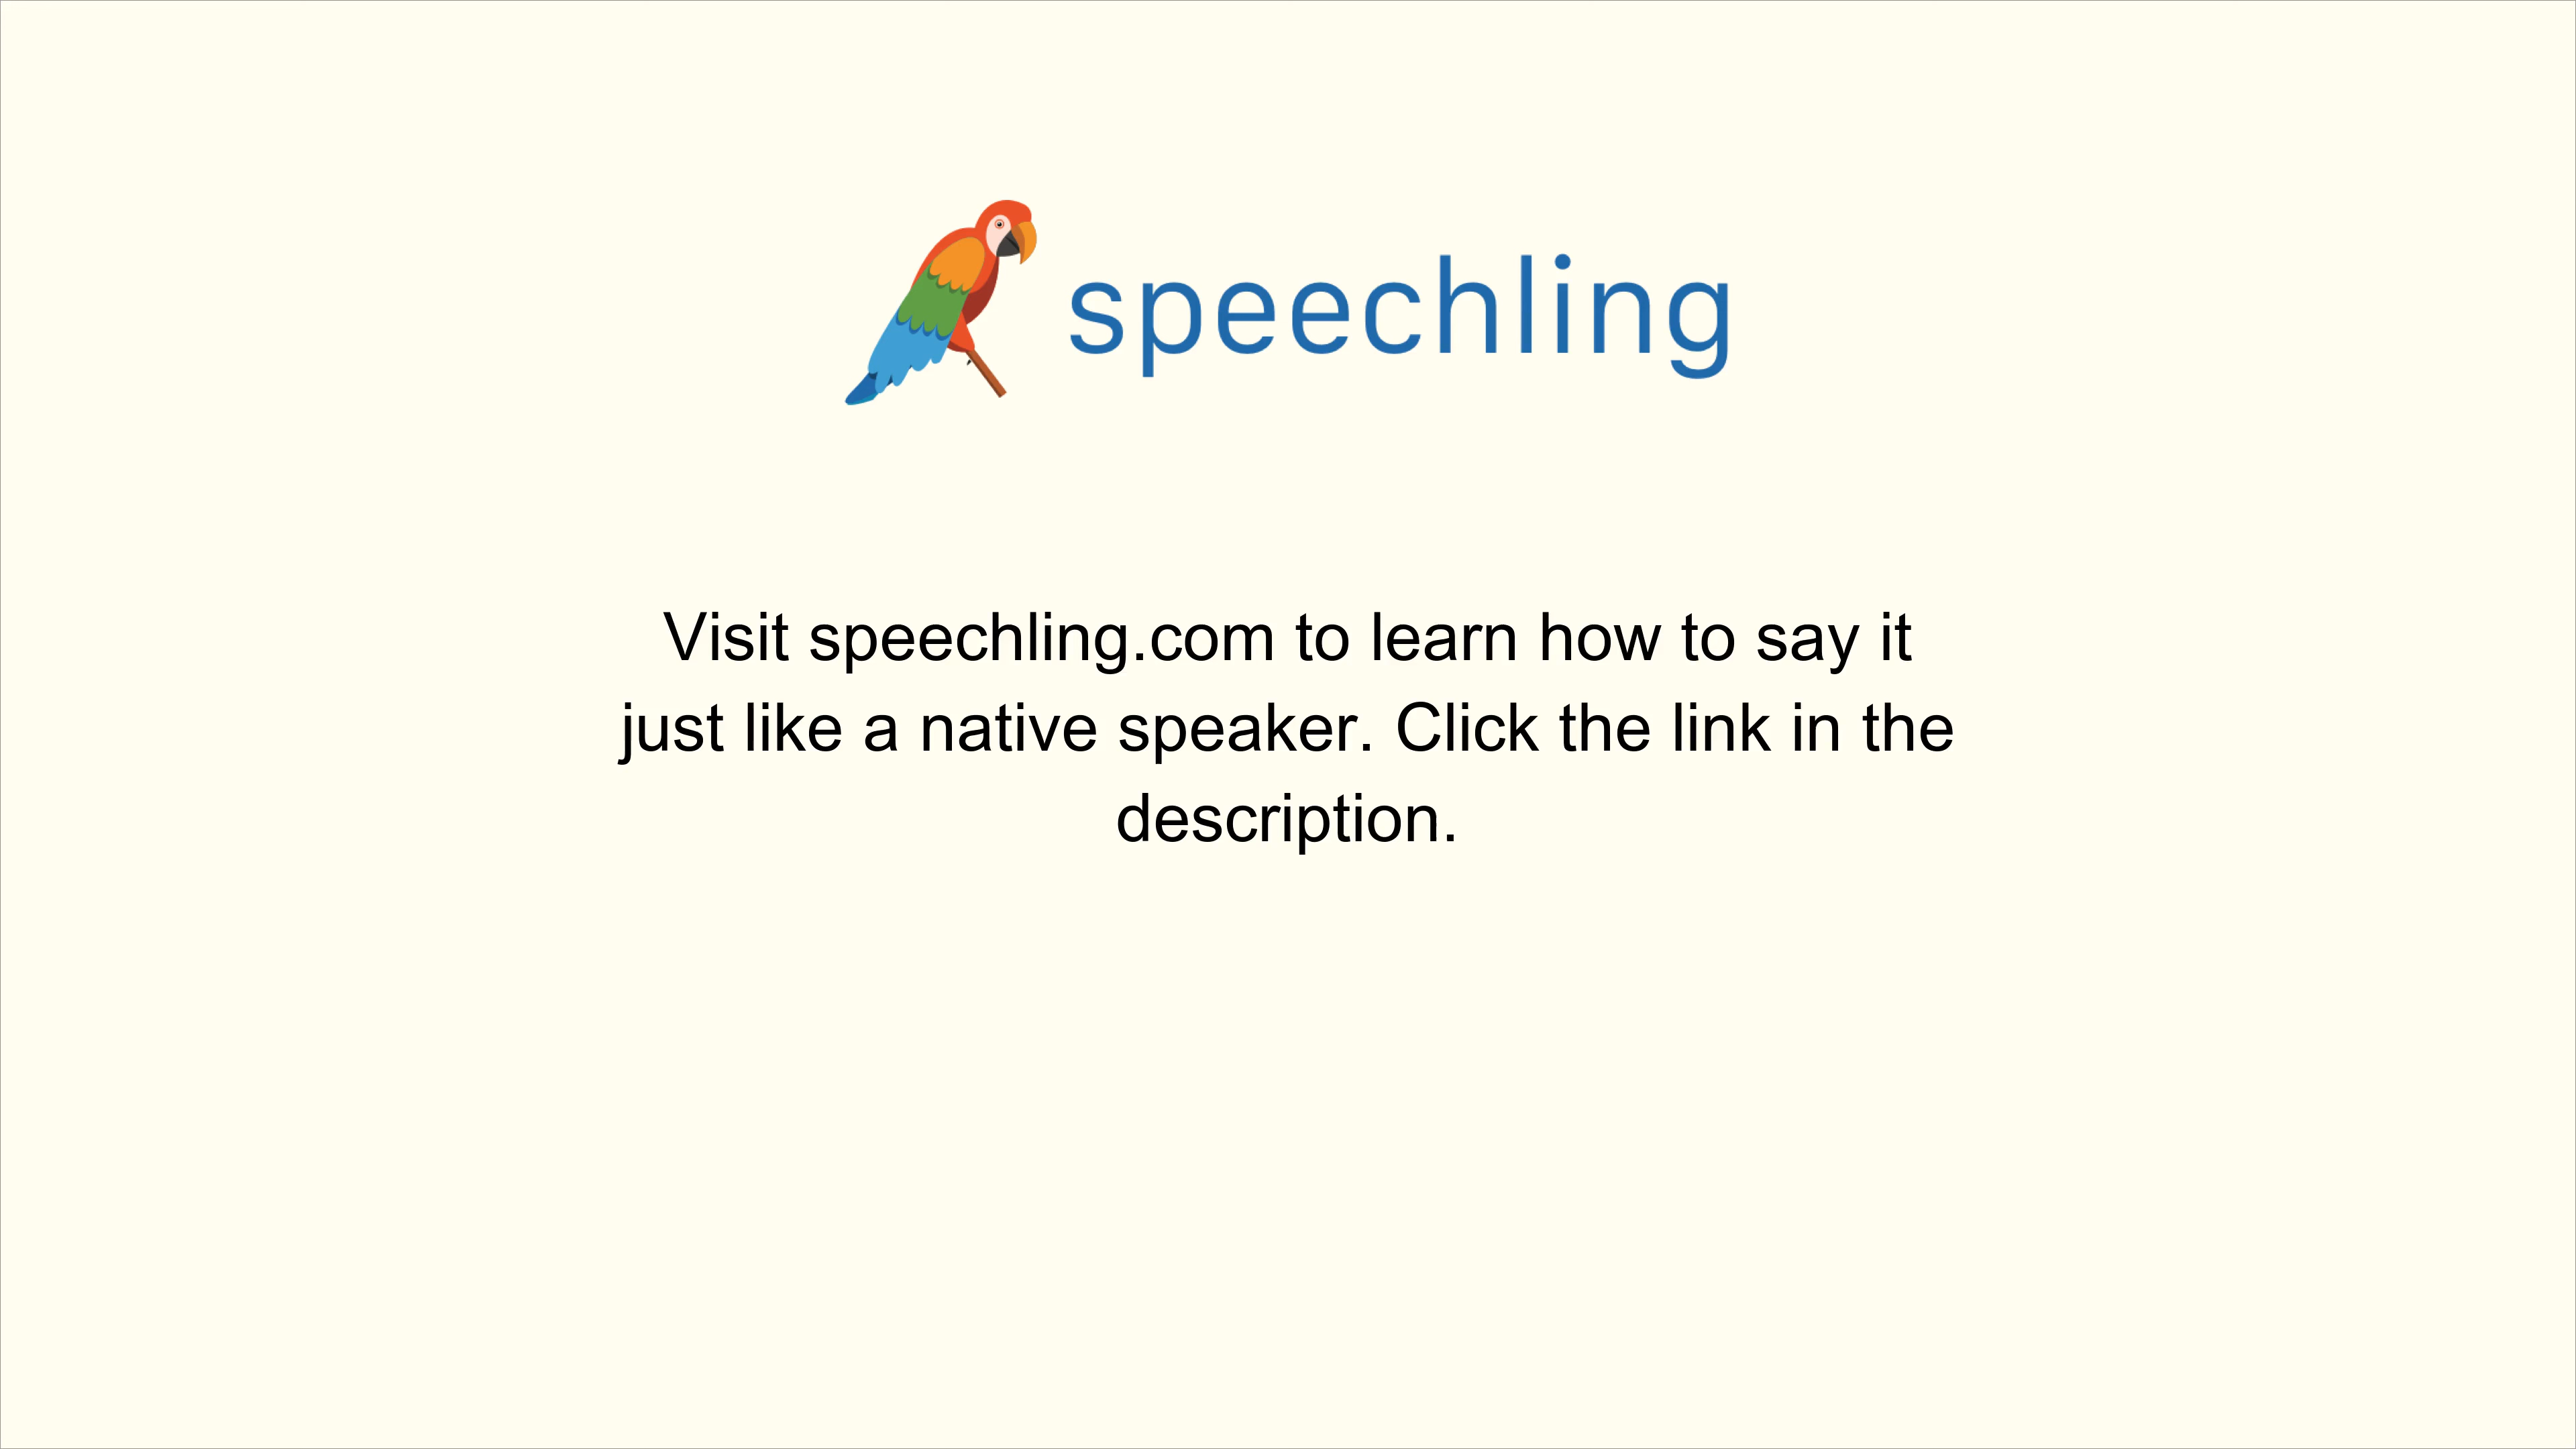 speechling
Visit speechling.com to learn how to say it
just like a native speaker. Click the link in the
description.